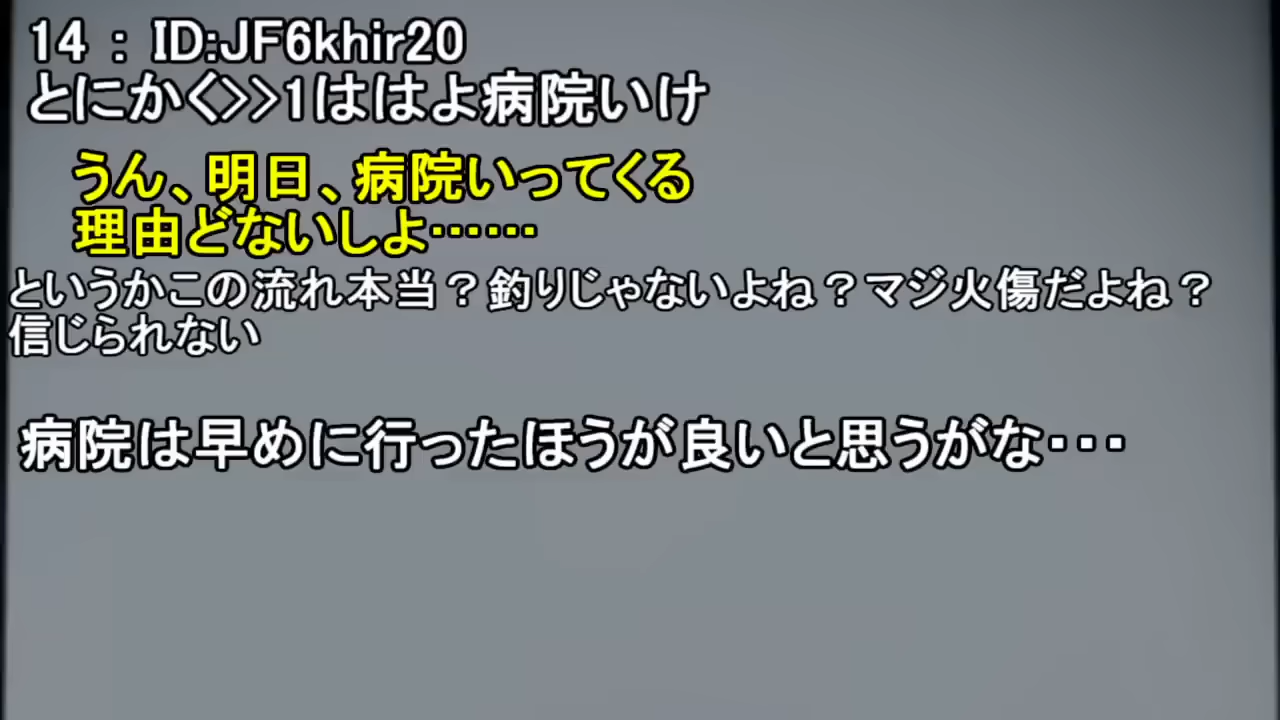 14 : ID:JF6khir20
とにかく>>1ははよ病院いけ
うん、明日、病院いってくる
理由どないしよ……
というかこの流れ本当？釣りじゃないよね？マジ火傷だよね？
信じられない
病院は早めに行ったほうが良いと思うがな･･･